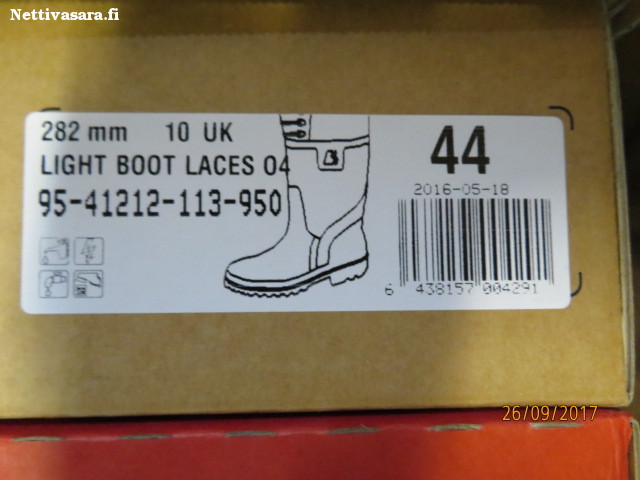 Nettivasara.fi
282 mm 10 UK
LIGHT BOOT LACES 04
95-41212-113-950
44
2016-05-18
6 438157 004291
26/09/2017